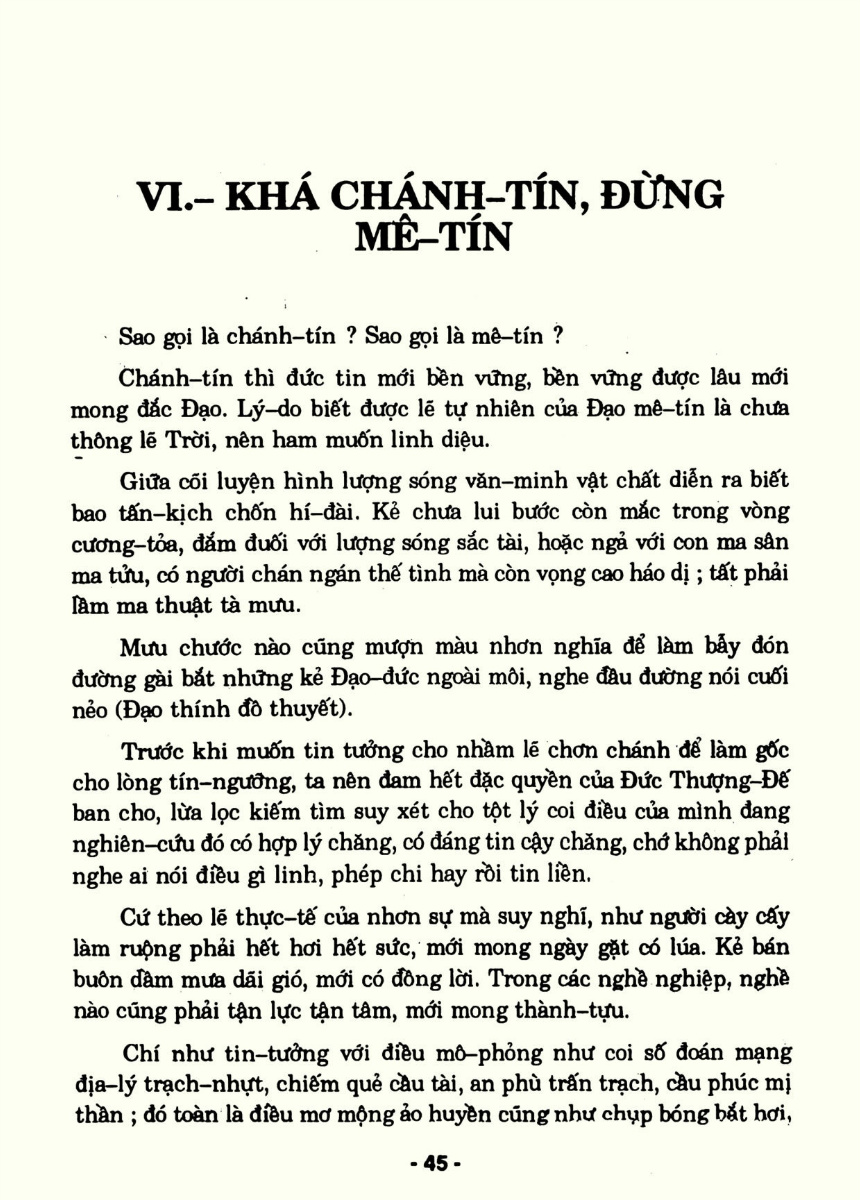 VI.– KHÁ CHÁNH–TÍN, ĐỪNG
MÊ–TÍN
Sao gọi là chánh–tín ? Sao gọi là mê–tín ?
Chánh–tín thì đức tin mới bền vững, bền vững được lâu mới
mong đắc Đạo. Lý–do biết được lẽ tự nhiên của Đạo mê–tín là chưa
thông lẽ Trời, nên ham muốn linh diệu.
Giữa cõi luyện hình lượng sóng văn–minh vật chất diễn ra biết
bao tấn–kịch chốn hí–đài. Kẻ chưa lui bước còn mắc trong vòng
cương–tỏa, đắm đuối với lượng sóng sắc tài, hoặc ngả với con ma sân
ma tửu, có người chán ngán thế tình mà còn vọng cao háo dị ; tất phải
lầm ma thuật tà mưu.
Mưu chước nào cũng mượn màu nhơn nghĩa để làm bẫy đón
đường gài bắt những kẻ Đạo–đức ngoài môi, nghe đầu đường nói cuối
nẻo (Đạo thính đồ thuyết).
Trước khi muốn tin tưởng cho nhằm lẽ chơn chánh để làm gốc
cho lòng tín–ngưỡng, ta nên đam hết đặc quyền của Đức Thượng–Đế
ban cho, lừa lọc kiếm tìm suy xét cho tột lý coi điều của mình đang
nghiên–cứu đó có hợp lý chăng, có đáng tin cậy chăng, chớ không phải
nghe ai nói điều gì linh, phép chi hay rồi tin liền.
Cứ theo lẽ thực–tế của nhơn sự mà suy nghĩ, như người cày cấy
làm ruộng phải hết hơi hết sức, mới mong ngày gặt có lúa. Kẻ bán
buôn dầm mưa dãi gió, mới có đồng lời. Trong các nghề nghiệp, nghề
nào cũng phải tận lực tận tâm, mới mong thành–tựu.
Chí như tin–tưởng với điều mô–phỏng như coi số đoán mạng
địa–lý trạch–nhựt, chiếm quẻ cầu tài, an phù trấn trạch, cầu phúc mị
thần ; đó toàn là điều mơ mộng ảo huyền cũng như chụp bóng bắt hơi,
- 45 -